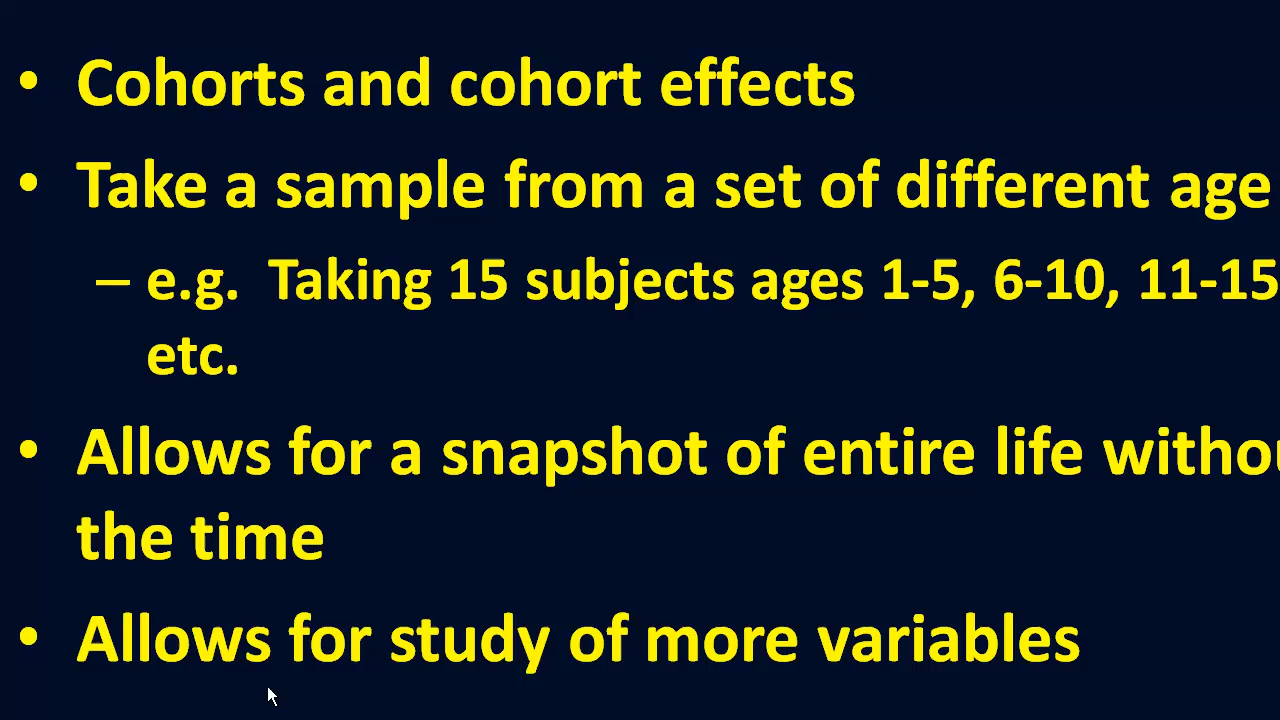 • Cohorts and cohort effects
• Take a sample from a set of different age
– e.g. Taking 15 subjects ages 1-5, 6-10, 11-15
etc.
• Allows for a snapshot of entire life
the time
• Allows for study of more variables